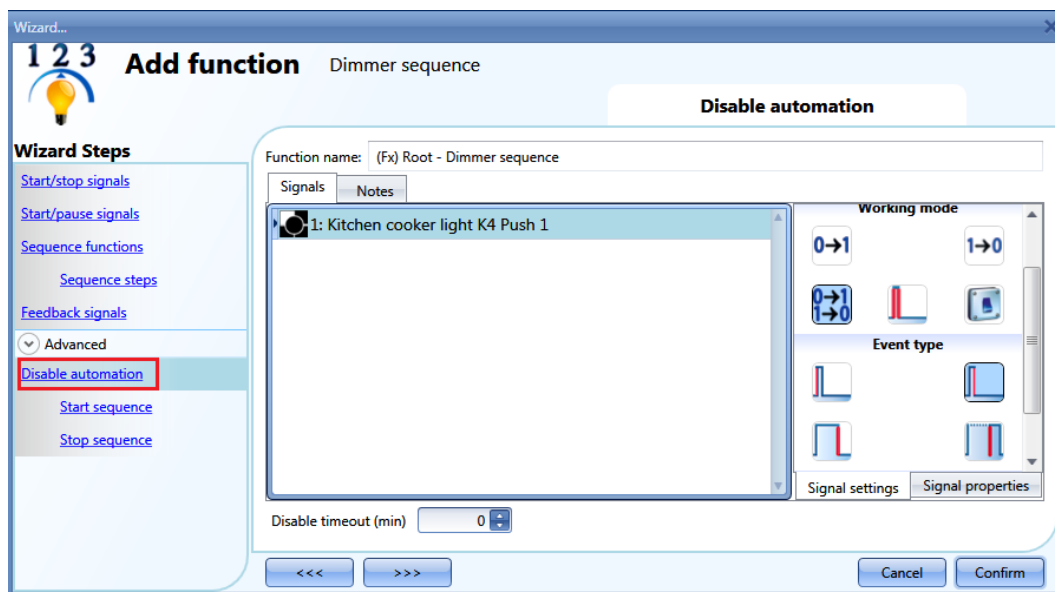 Wizard...
1 2 3
Add function Dimmer sequence
Disable automation
Wizard Steps
Start/stop signals
Start/pause signals
Sequence functions
Sequence steps
Feedback signals
Advanced
Disable automation
Start sequence
Stop sequence
Function name: (Fx) Root - Dimmer sequence
Signals Notes
1: Kitchen cooker light K4 Push 1
Working mode
0→1 1→0
0→1
1→0
Event type
Signal settings Signal properties
Disable timeout (min) 0
<<< >>> Cancel Confirm